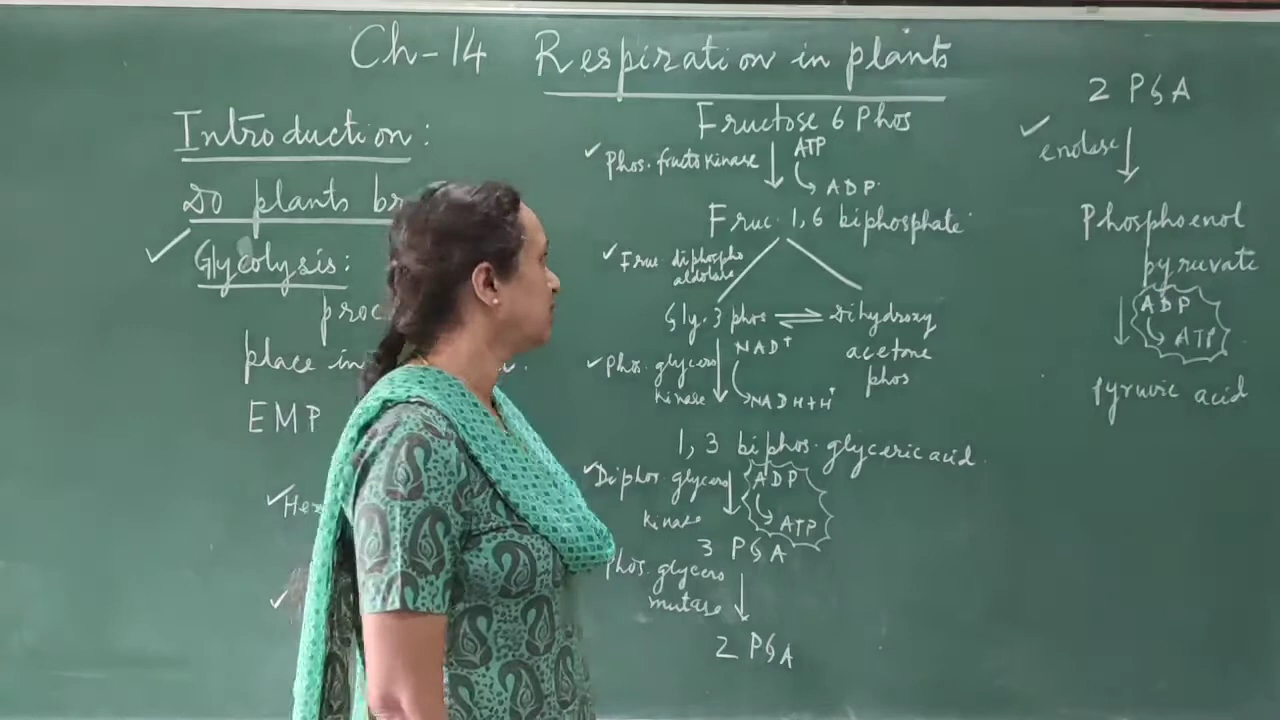 Ch-14 Respiration in plants
Introduction:
Do plants
Glycolysis:
place in
EMP
Fructose 6 Phos
Phos. fructokinase
ATP
ADP
Fruc. 1,6 biphosphate
Fruc. diphospho
aldolase
Gly. 3 phos ⇌ Dihydroxy
acetone
phos
Phos. glycero
kinase
NAD+
NADH+H+
1, 3 biphos. glyceric acid.
Diphos. glycero
kinase
ADP
ATP
3 PGA
Phos. glycero
mutase
2 PGA
2 PGA
enolase
Phosphoenol
pyruvate
ADP
ATP
pyruvic acid